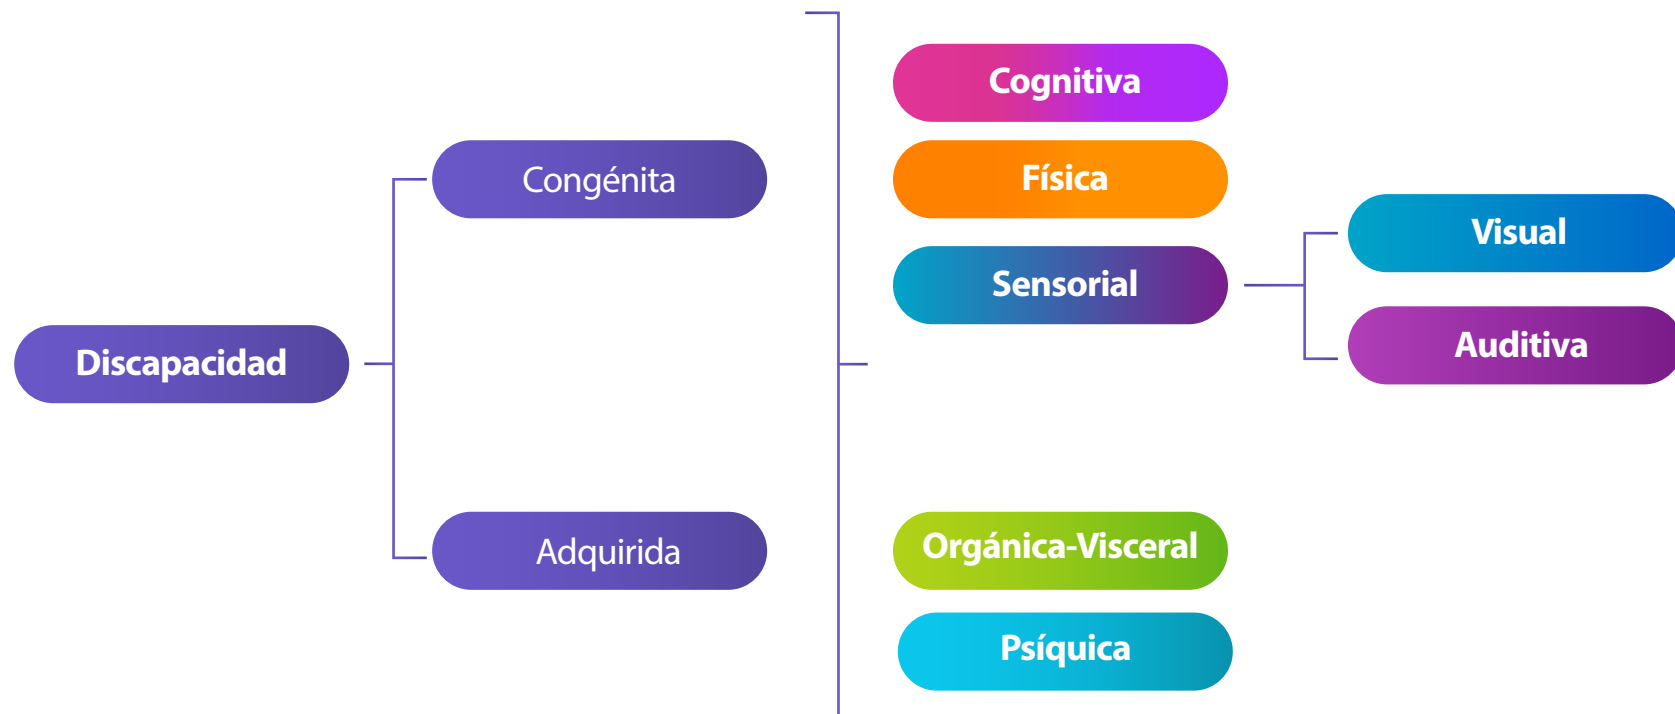 Discapacidad
Congénita
Adquirida
Cognitiva
Física
Sensorial
Visual
Auditiva
Orgánica-Visceral
Psíquica